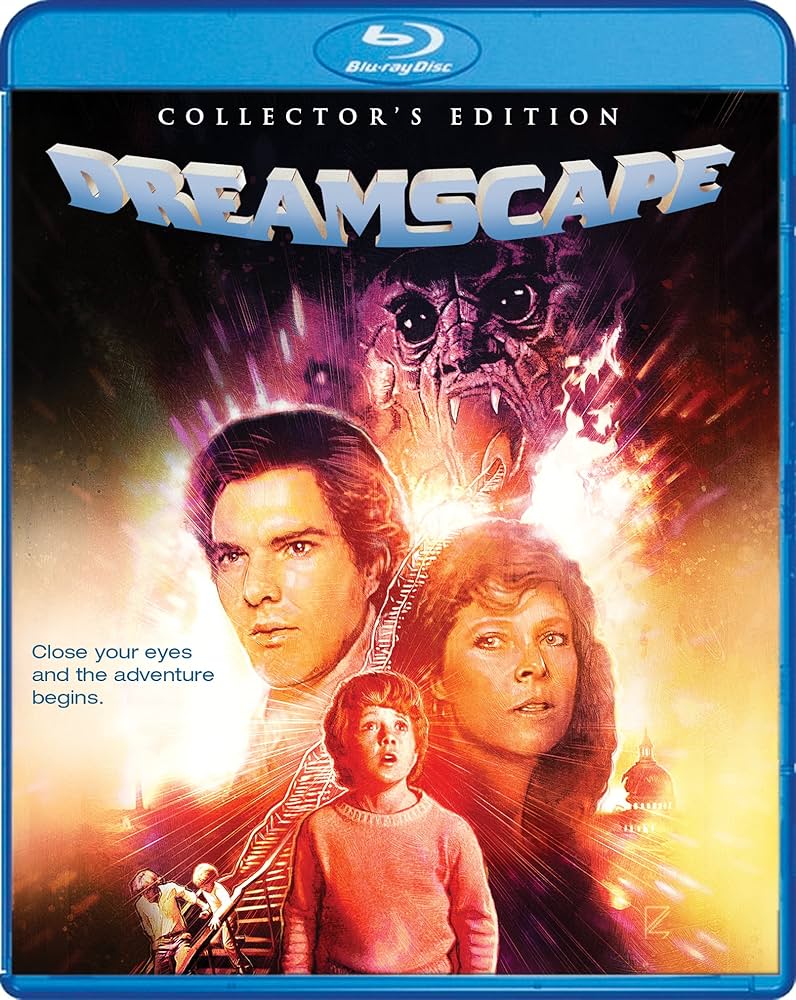 Blu-ray Disc
COLLECTOR'S EDITION
DREAMSCAPE
Close your eyes
and the adventure
begins.